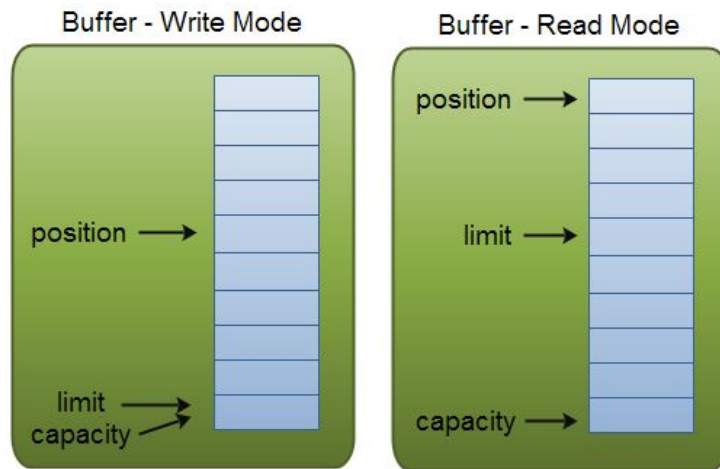 Buffer - Write Mode
position
limit
capacity
Buffer - Read Mode
position
limit
capacity